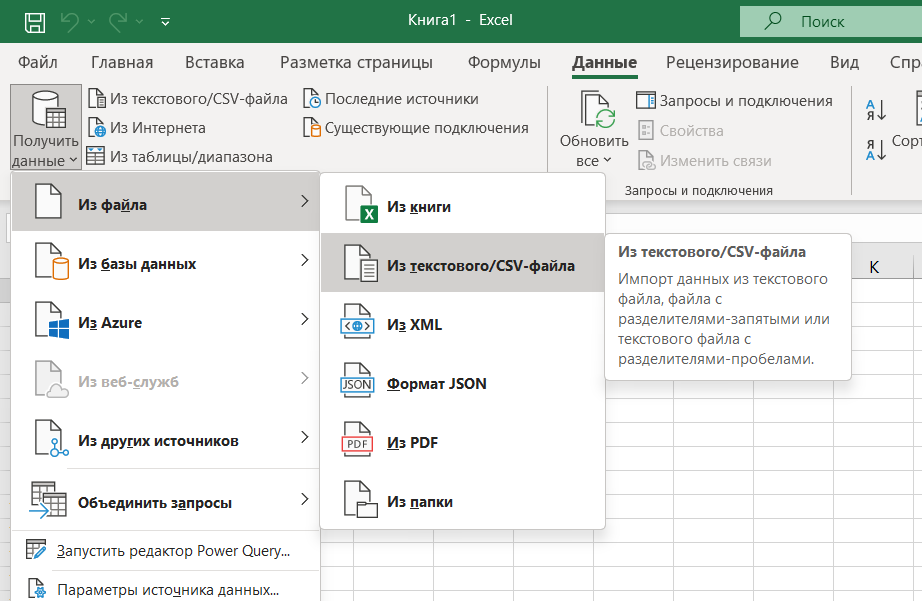 Книга1 - Excel
Поиск
Файл Главная Вставка Разметка страницы Формулы Данные Рецензирование Вид Спра
Получить
данные
Из текстового/CSV-файла
Из Интернета
Из таблицы/диапазона
Последние источники
Существующие подключения
Обновить
все
Запросы и подключения
Свойства
Изменить связи
Запросы и подключения
А
Я
Я
А
Сорт
Из файла
Из базы данных
Из Azure
Из веб-служб
Из других источников
Объединить запросы
Запустить редактор Power Query...
Параметры источника данных...
X
Из книги
Из текстового/CSV-файла
Из XML
JSON
Формат JSON
PDF
Из PDF
Из папки
Из текстового/CSV-файла
Импорт данных из текстового
файла, файла с
разделителями-запятыми или
текстового файла с
разделителями-пробелами.
K